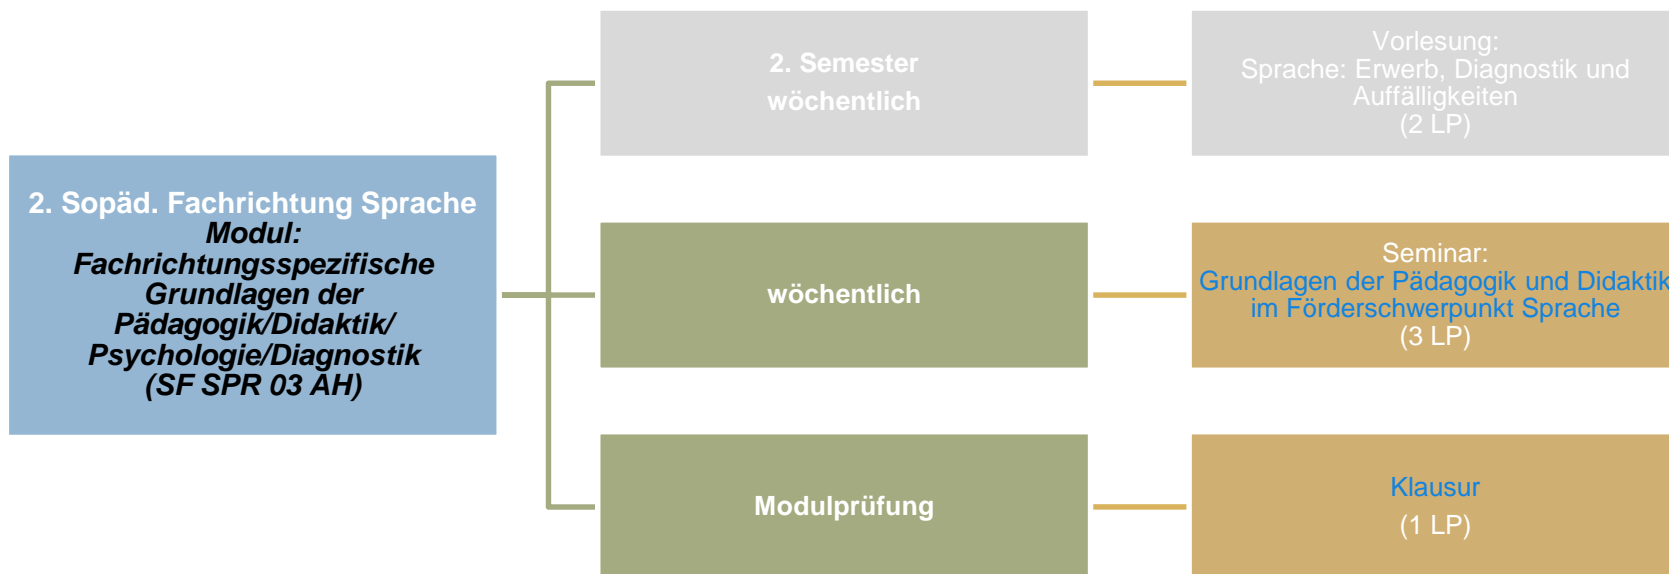 2. Sopäd. Fachrichtung Sprache
Modul:
Fachrichtungsspezifische
Grundlagen der
Pädagogik/Didaktik/
Psychologie/Diagnostik
(SF SPR 03 AH)
2. Semester
wöchentlich
Vorlesung:
Sprache: Erwerb, Diagnostik und
Auffälligkeiten
(2 LP)
wöchentlich
Seminar:
Grundlagen der Pädagogik und Didaktik
im Förderschwerpunkt Sprache
(3 LP)
Modulprüfung
Klausur
(1 LP)